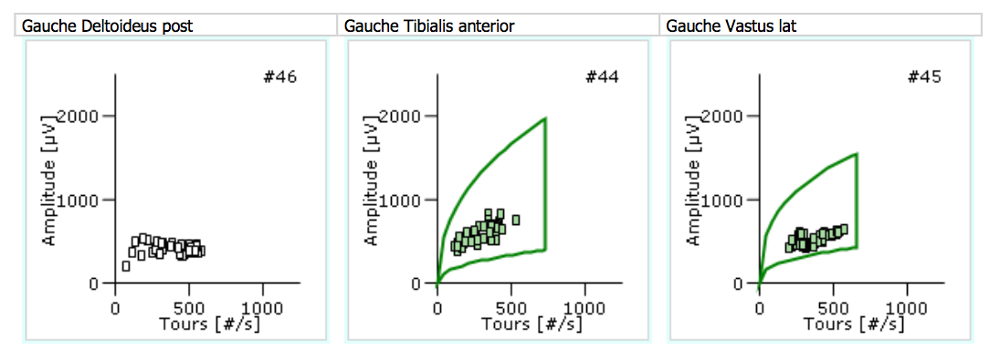 Gauche Deltoideus post
Gauche Tibialis anterior
Gauche Vastus lat
#46
Amplitude [µV]
2000
1000
0
0 500 1000
Tours [#/s]
#44
Amplitude [µV]
2000
1000
0
0 500 1000
Tours [#/s]
#45
Amplitude [µV]
2000
1000
0
0 500 1000
Tours [#/s]